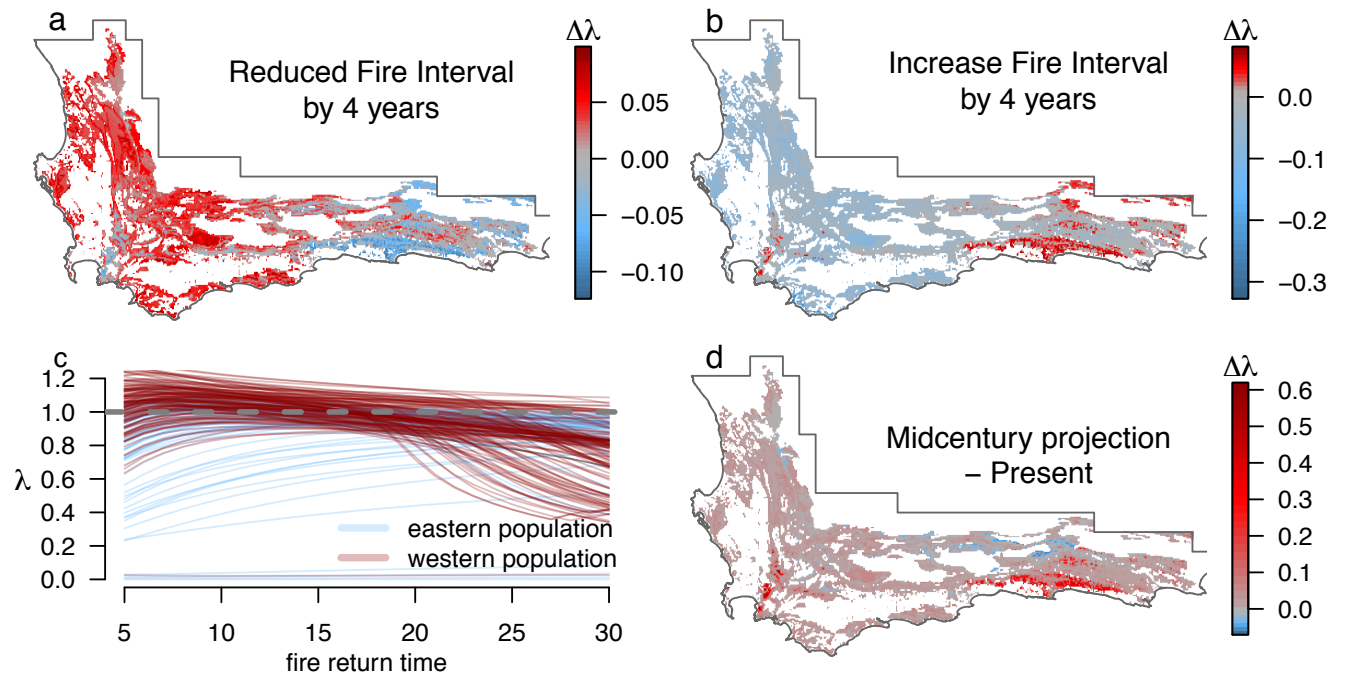 a
Δλ
Reduced Fire Interval
by 4 years
0.05
0.00
−0.05
−0.10
b
Δλ
Increase Fire Interval
by 4 years
0.0
−0.1
−0.2
−0.3
c
1.2
1.0
0.8
0.6
0.4
0.2
0.0
λ
eastern population
western population
5 10 15 20 25 30
fire return time
d
Δλ
Midcentury projection
− Present
0.6
0.5
0.4
0.3
0.2
0.1
0.0